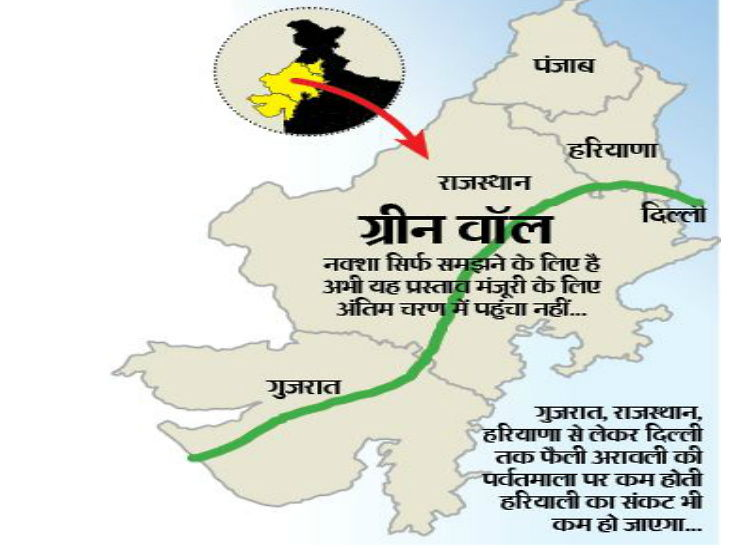 पंजाब
हरियाणा
राजस्थान
दिल्ली
ग्रीन वॉल
नक्शा सिर्फ समझने के लिए है
अभी यह प्रस्ताव मंजूरी के लिए
अंतिम चरण में पहुंचा नहीं...
गुजरात
गुजरात, राजस्थान,
हरियाणा से लेकर दिल्ली
तक फैली अरावली की
पर्वतमाला पर कम होती
हरियाली का संकट भी
कम हो जाएगा...